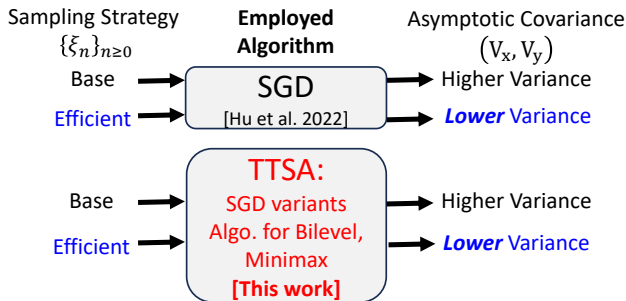 Sampling Strategy Employed Asymptotic Covariance
{ξₙ}ₙ≥₀ Algorithm (Vₓ, Vᵧ)
Base SGD Higher Variance
Efficient [Hu et al. 2022] Lower Variance
TTSA:
Base SGD variants Higher Variance
Algo. for Bilevel,
Efficient Minimax Lower Variance
[This work]